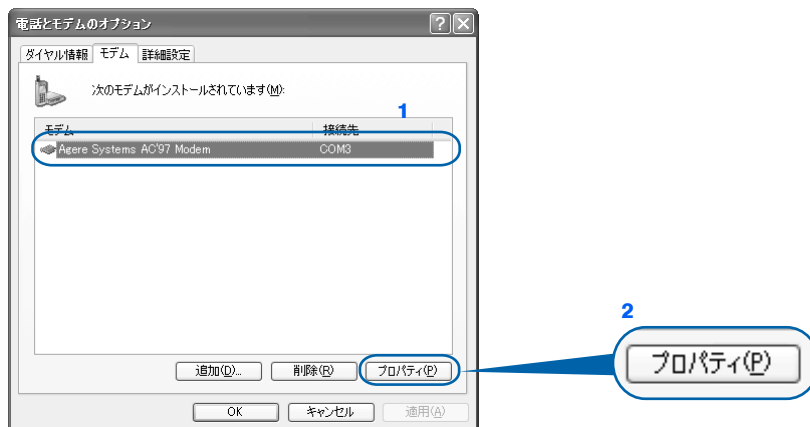 電話とモデムのオプション
ダイヤル情報 モデム 詳細設定
次のモデムがインストールされています(M):
1
モデム 接続先
Agere Systems AC'97 Modem COM3
2
追加(D)... 削除(R) プロパティ(P)
プロパティ(P)
OK キャンセル 適用(A)